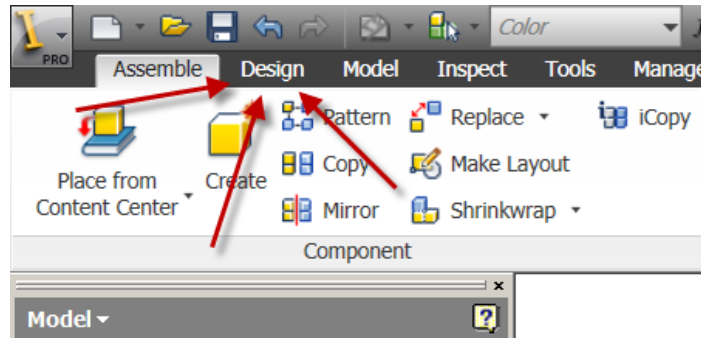 Color
PRO
Assemble Design Model Inspect Tools Manage
Place from
Content Center
Create
Pattern
Copy
Mirror
Replace
Make Layout
Shrinkwrap
iCopy
Component
Model